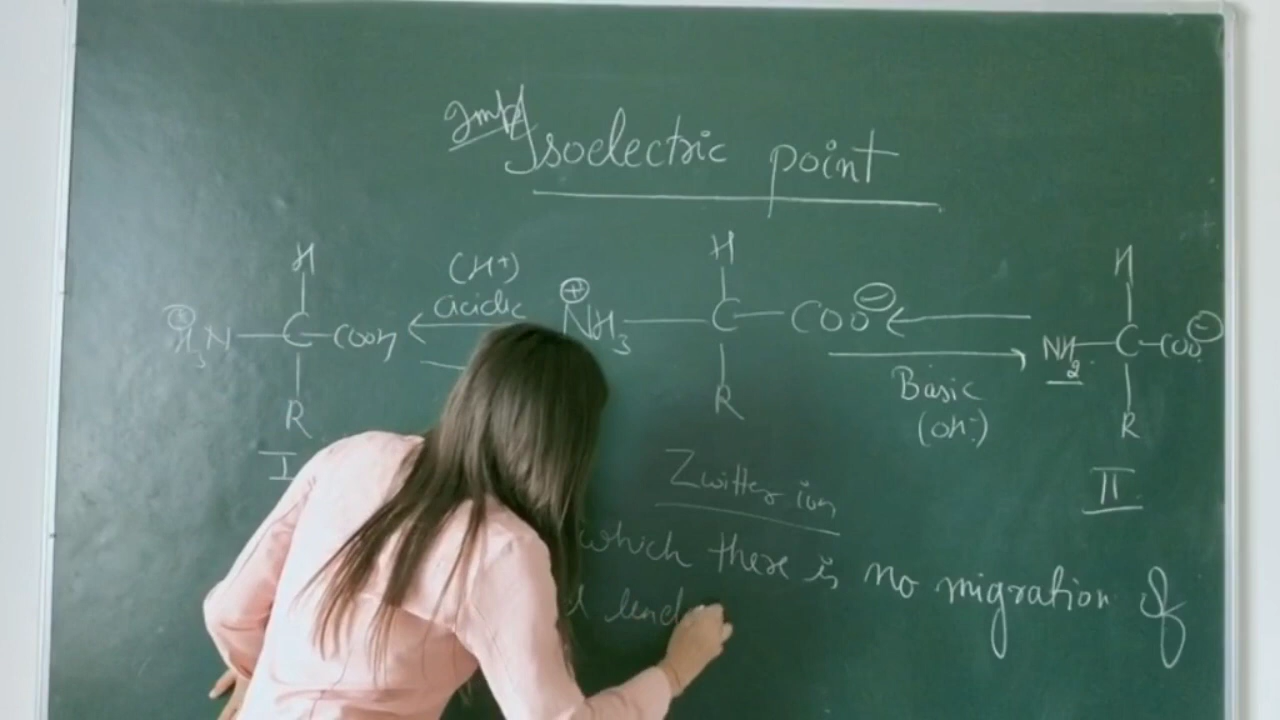 Imp Isoelectric point
H H H
(H+)
acidic
⊕H3N — C — COOH ⊕NH3 — C — COO⊖ NH2 — C — COO⊖
Basic
(OH-)
R R R
I Zwitter ion II
which there is no migration of